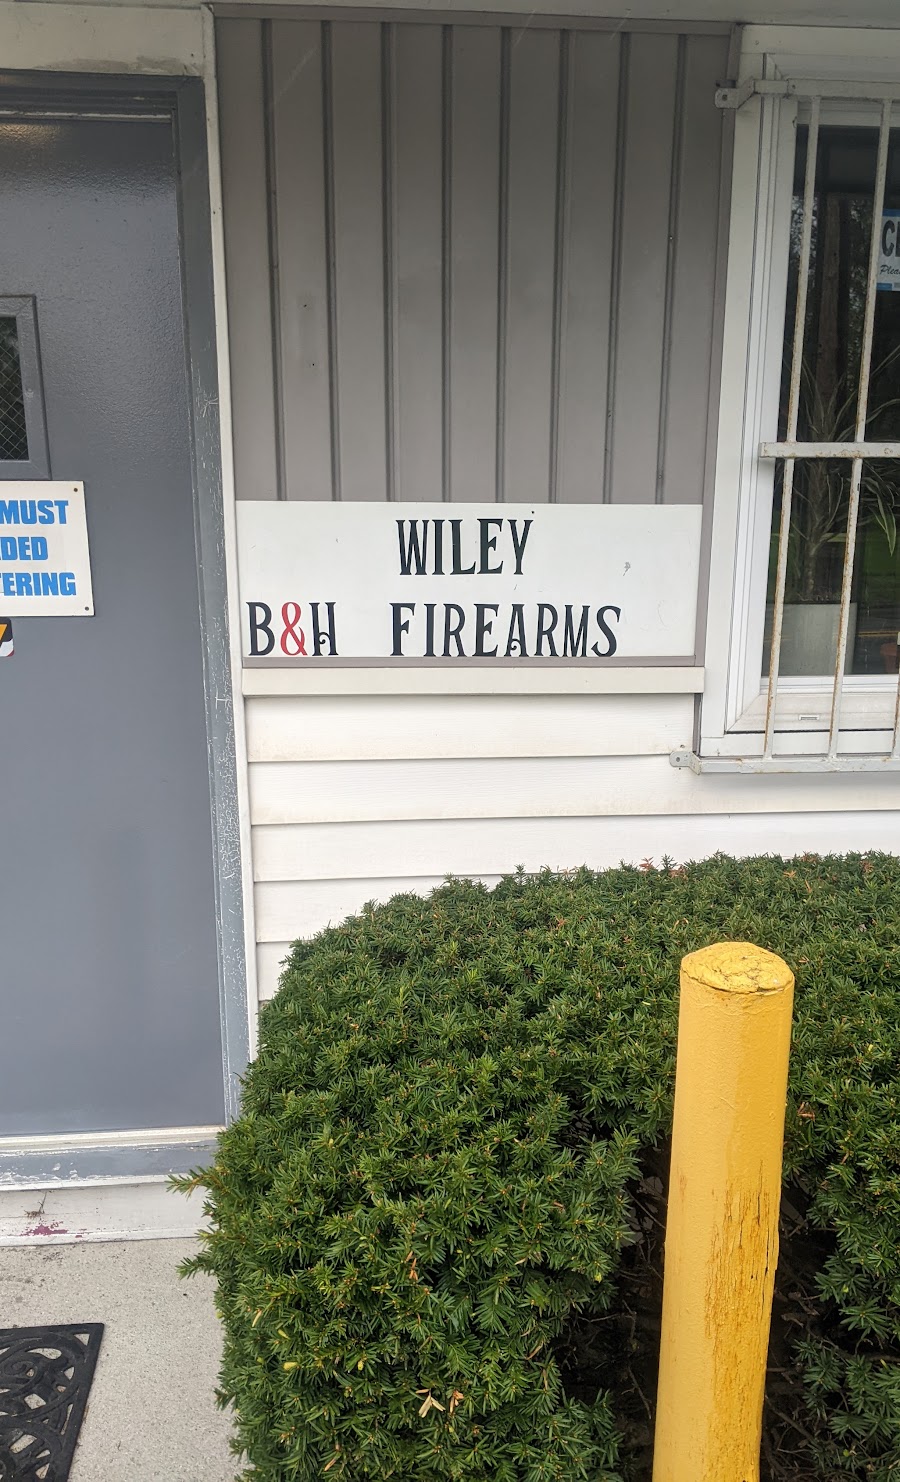 MUST
DED
TERING
WILEY
B&H FIREARMS